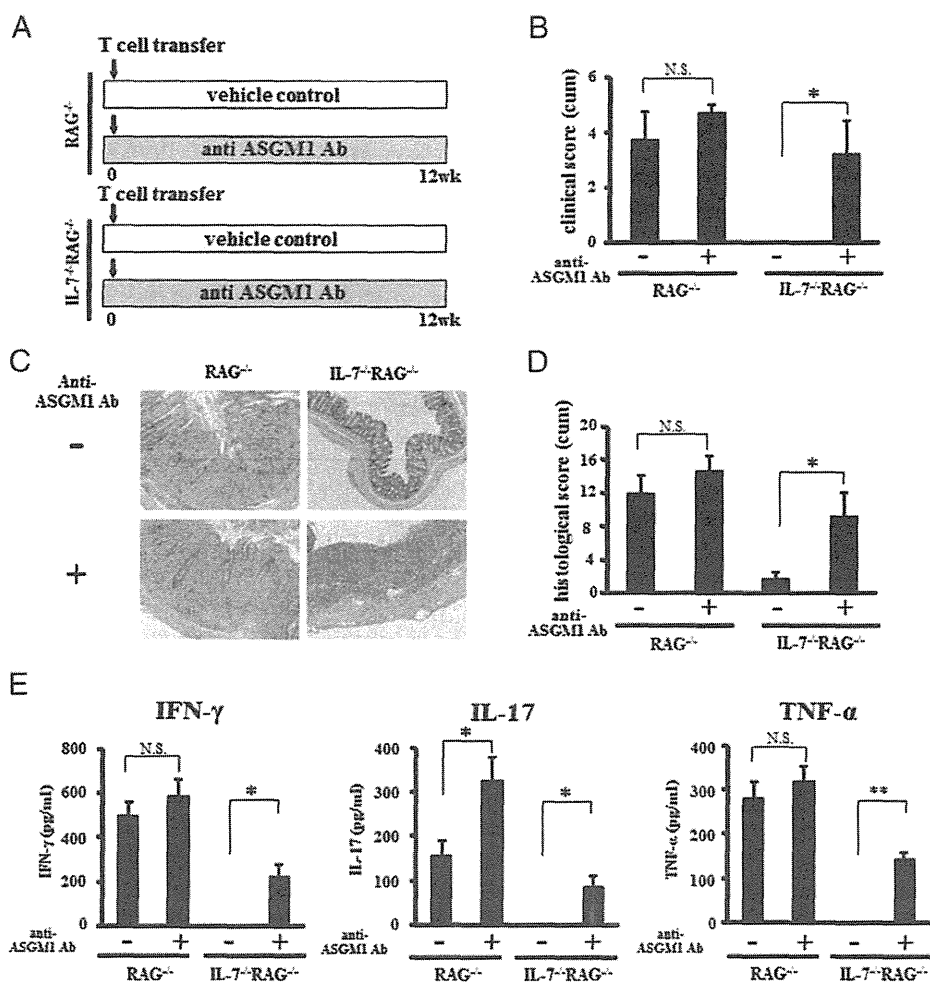 A
T cell transfer
RAG-/-
vehicle control
anti ASGM1 Ab
0
12wk
T cell transfer
IL-7-/-RAG-/-
vehicle control
anti ASGM1 Ab
0
12wk
B
clinical score (cum)
6
4
2
0
N.S.
*
anti-
ASGM1 Ab
- + - +
RAG-/- IL-7-/-RAG-/-
C
Anti-
ASGM1 Ab
RAG-/- IL-7-/-RAG-/-
-
+
D
histological score (cum)
20
16
12
8
4
0
N.S.
*
anti-
ASGM1 Ab
- + - +
RAG-/- IL-7-/-RAG-/-
E
IFN-γ
IFN-γ (pg/ml)
800
600
400
200
0
N.S.
*
anti-
ASGM1 Ab
- + - +
RAG-/- IL-7-/-RAG-/-
IL-17
IL-17 (pg/ml)
400
300
200
100
0
*
*
anti-
ASGM1 Ab
- + - +
RAG-/- IL-7-/-RAG-/-
TNF-α
TNF-α (pg/ml)
400
300
200
100
0
N.S.
**
anti-
ASGM1 Ab
- + - +
RAG-/- IL-7-/-RAG-/-